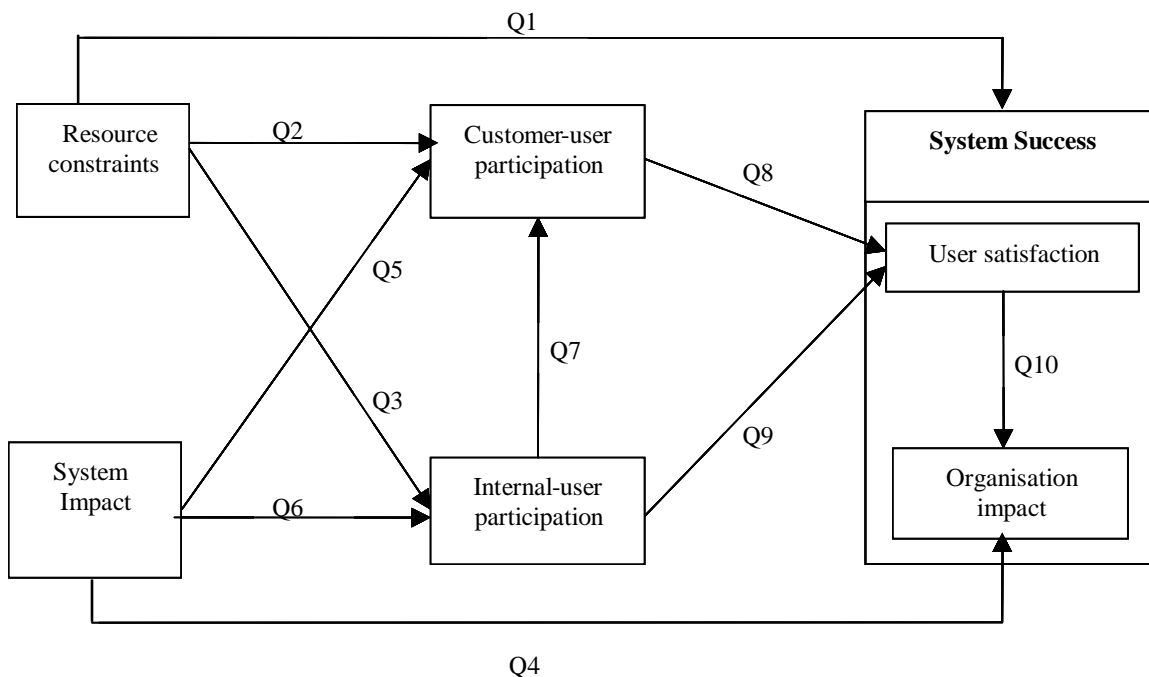 Q1
Resource
constraints
Q2
Customer-user
participation
System Success
Q8
User satisfaction
Q5
Q7
Q10
Q3
Q9
System
Impact
Q6
Internal-user
participation
Organisation
impact
Q4